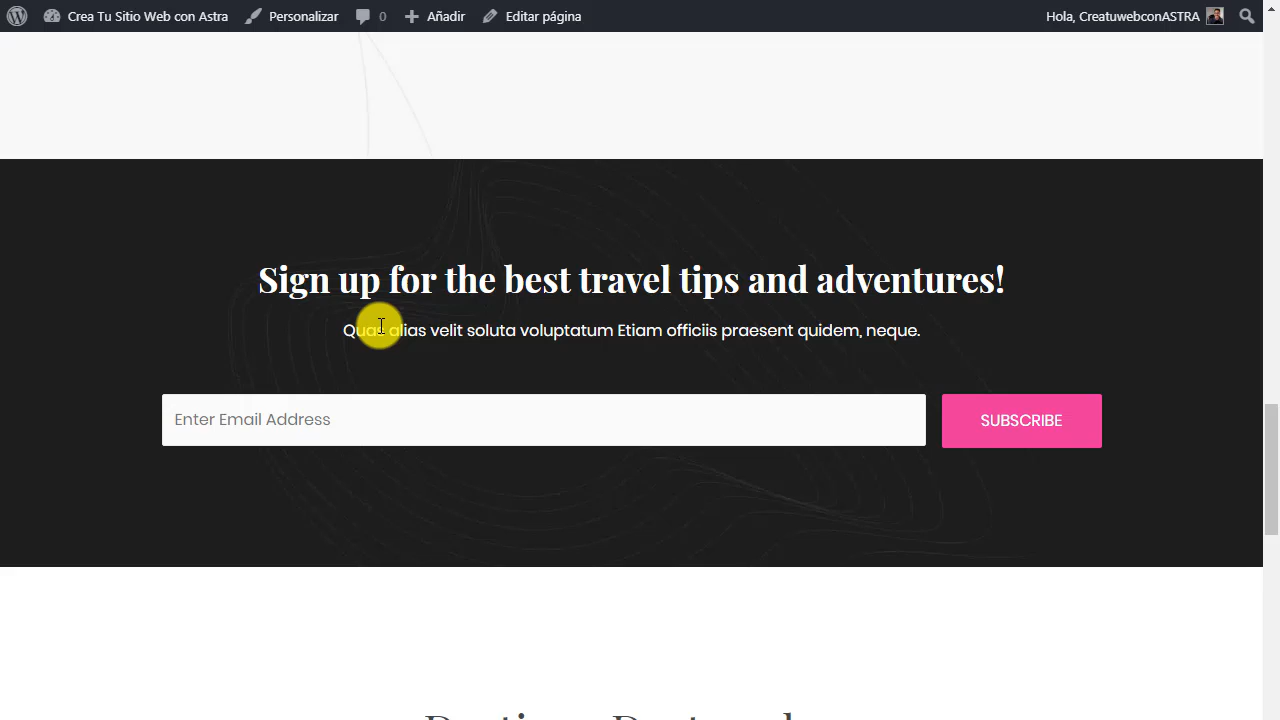 Crea Tu Sitio Web con Astra Personalizar 0 Añadir Editar página Hola, CreatuwebconASTRA
Sign up for the best travel tips and adventures!
Quas alias velit soluta voluptatum Etiam officiis praesent quidem, neque.
Enter Email Address SUBSCRIBE